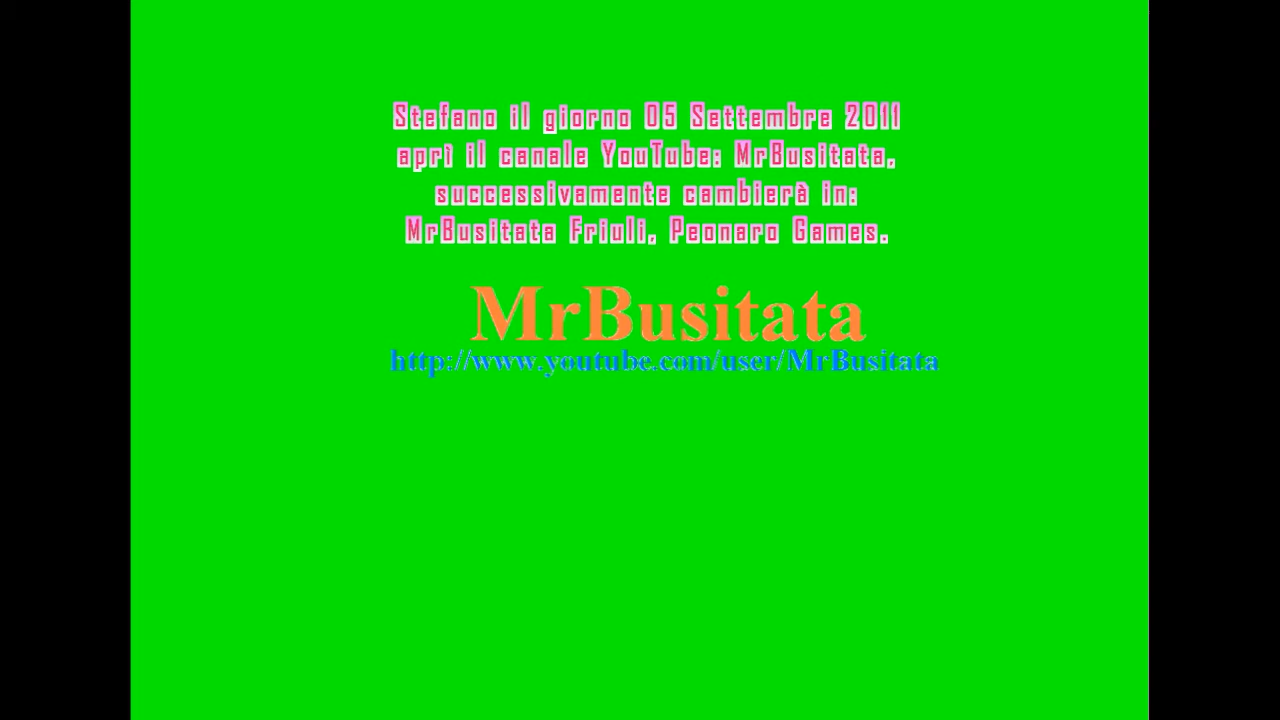 Stefano il giorno 05 Settembre 2011
aprì il canale YouTube: MrBusitata,
successivamente cambierà in:
MrBusitata Friuli, Peonaro Games.
MrBusitata
http://www.youtube.com/user/MrBusitata